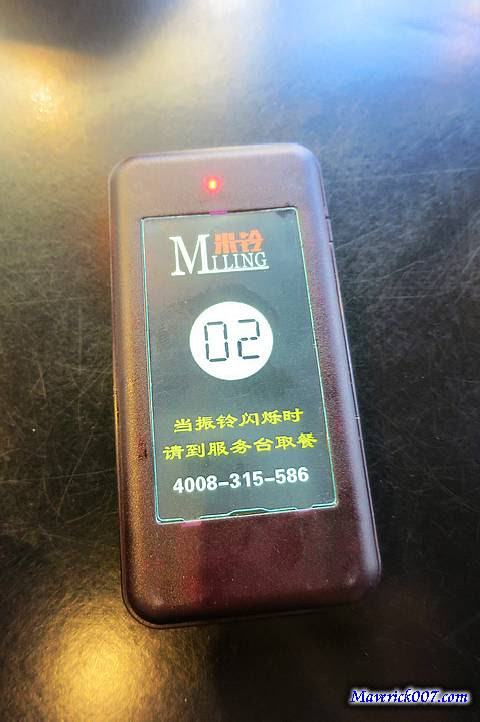 米铃
MILING
02
当振铃闪烁时
请到服务台取餐
4008-315-586
Maverick007.com